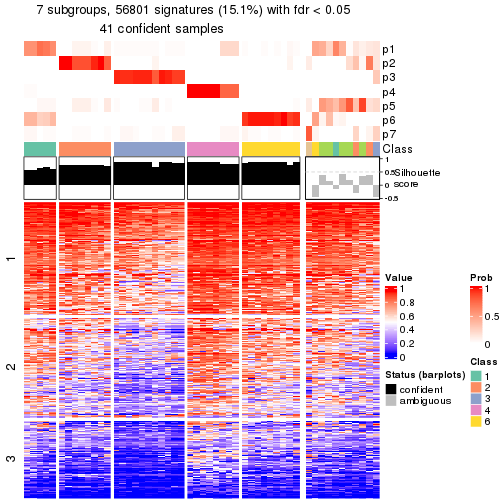 7 subgroups, 56801 signatures (15.1%) with fdr < 0.05
41 confident samples
p1
p2
p3
p4
p5
p6
p7
Class
1
0.5
0
-0.5
Silhouette
score
1
2
3
Value
1
0.8
0.6
0.4
0.2
0
Prob
1
0.5
0
Status (barplots)
confident
ambiguous
Class
1
2
3
4
6